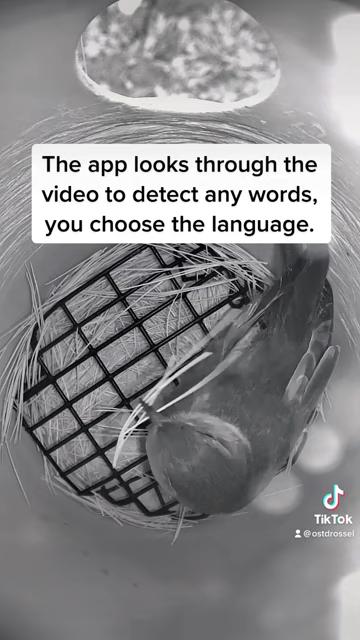 The app looks through the
video to detect any words,
you choose the language.
TikTok
@ostdrossel